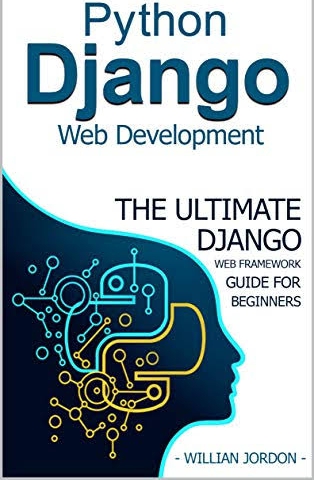 Python
Django
Web Development
THE ULTIMATE
DJANGO
WEB FRAMEWORK
GUIDE FOR
BEGINNERS
- WILLIAN JORDON -